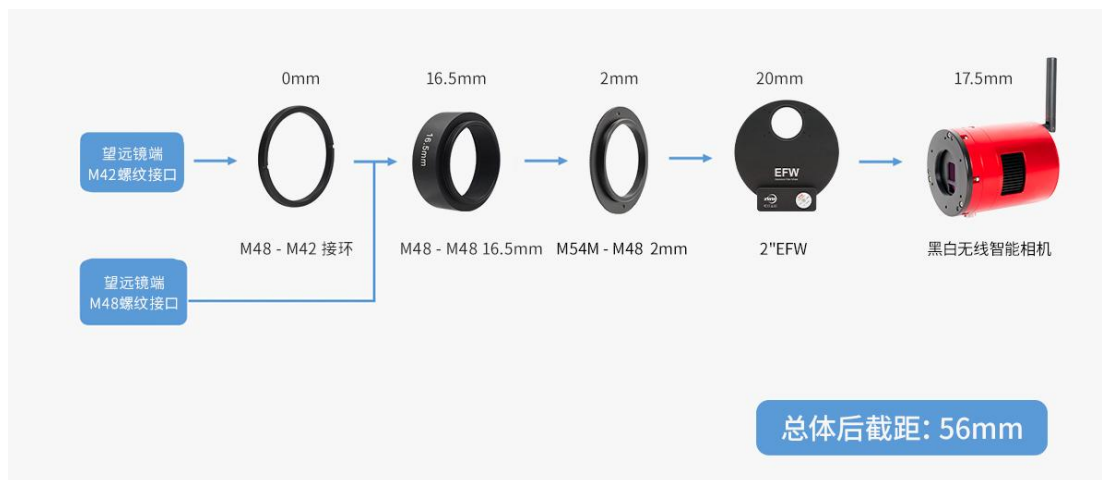 0mm
16.5mm
2mm
20mm
17.5mm
望远镜端
M42螺纹接口
16.5mm
EFW
M48 - M42 接环
M48 - M48 16.5mm
M54M - M48 2mm
2"EFW
黑白无线智能相机
望远镜端
M48螺纹接口
总体后截距: 56mm